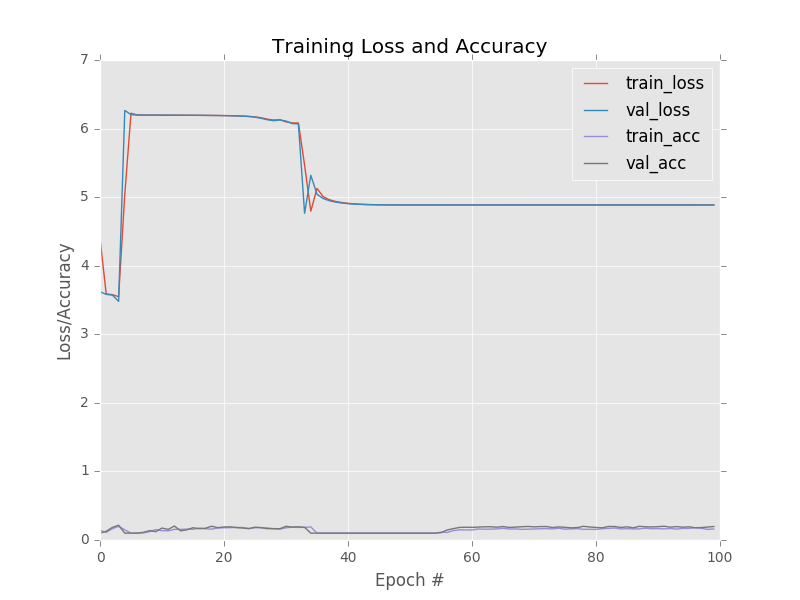 Training Loss and Accuracy
7
6
5
4
3
2
1
0
Loss/Accuracy
train_loss
val_loss
train_acc
val_acc
0 20 40 60 80 100
Epoch #